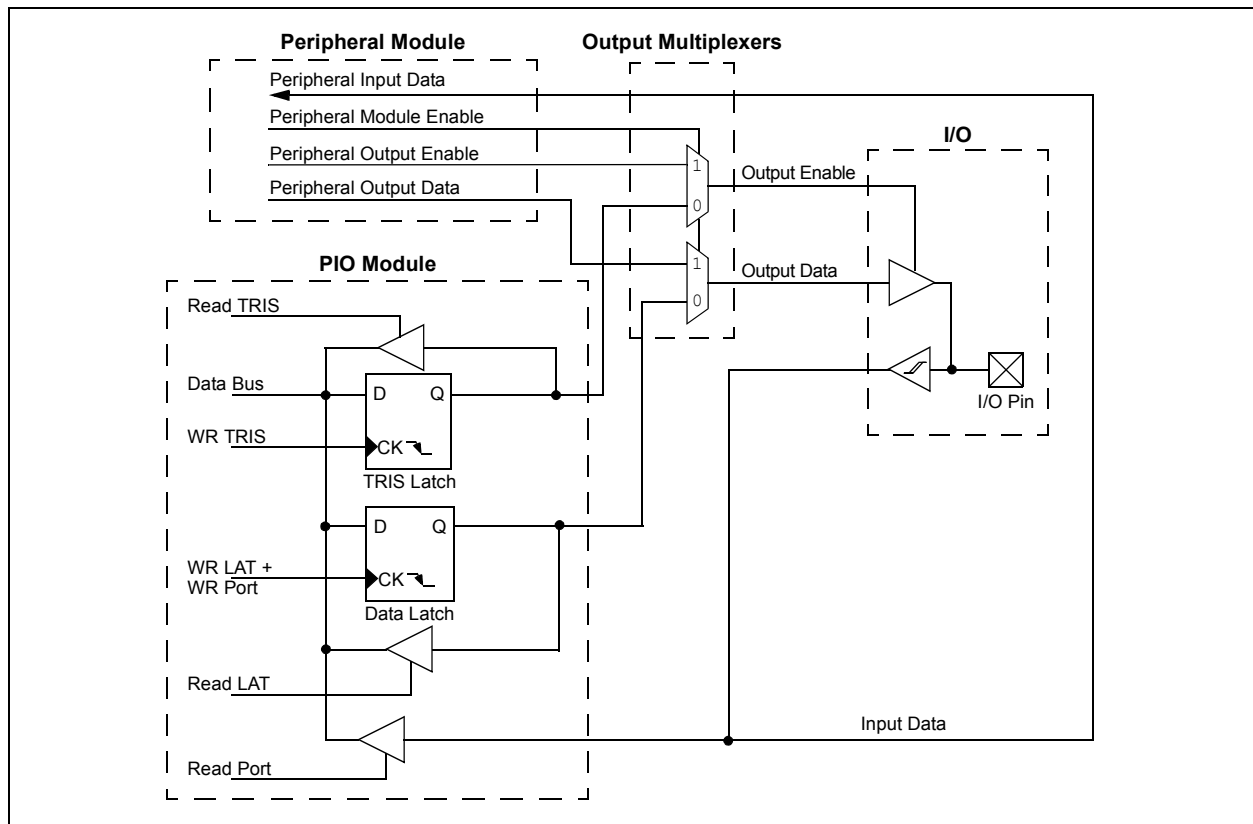 Peripheral Module
Output Multiplexers
Peripheral Input Data
Peripheral Module Enable
Peripheral Output Enable
Peripheral Output Data
1
0
1
0
Output Enable
Output Data
I/O
I/O Pin
PIO Module
Read TRIS
Data Bus
WR TRIS
D
Q
CK
TRIS Latch
D
Q
CK
Data Latch
WR LAT +
WR Port
Read LAT
Read Port
Input Data